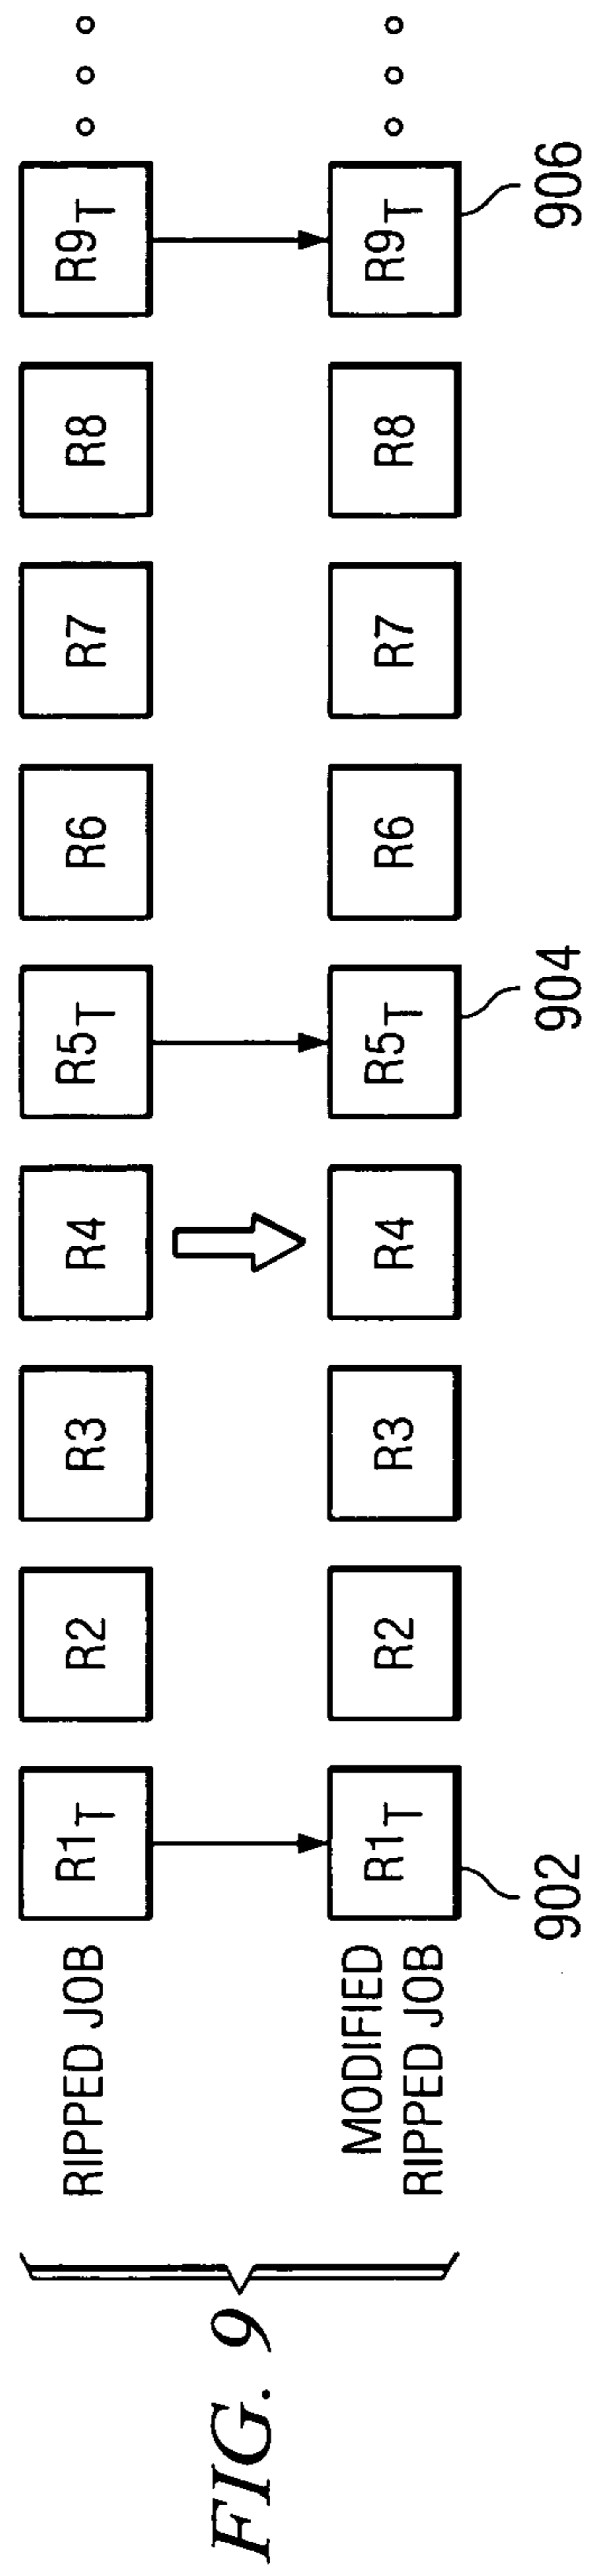 RIPPED JOB
R1T
R2
R3
R4
R5T
R6
R7
R8
R9T
MODIFIED
RIPPED JOB
R1T
R2
R3
R4
R5T
R6
R7
R8
R9T
902
904
906
FIG. 9